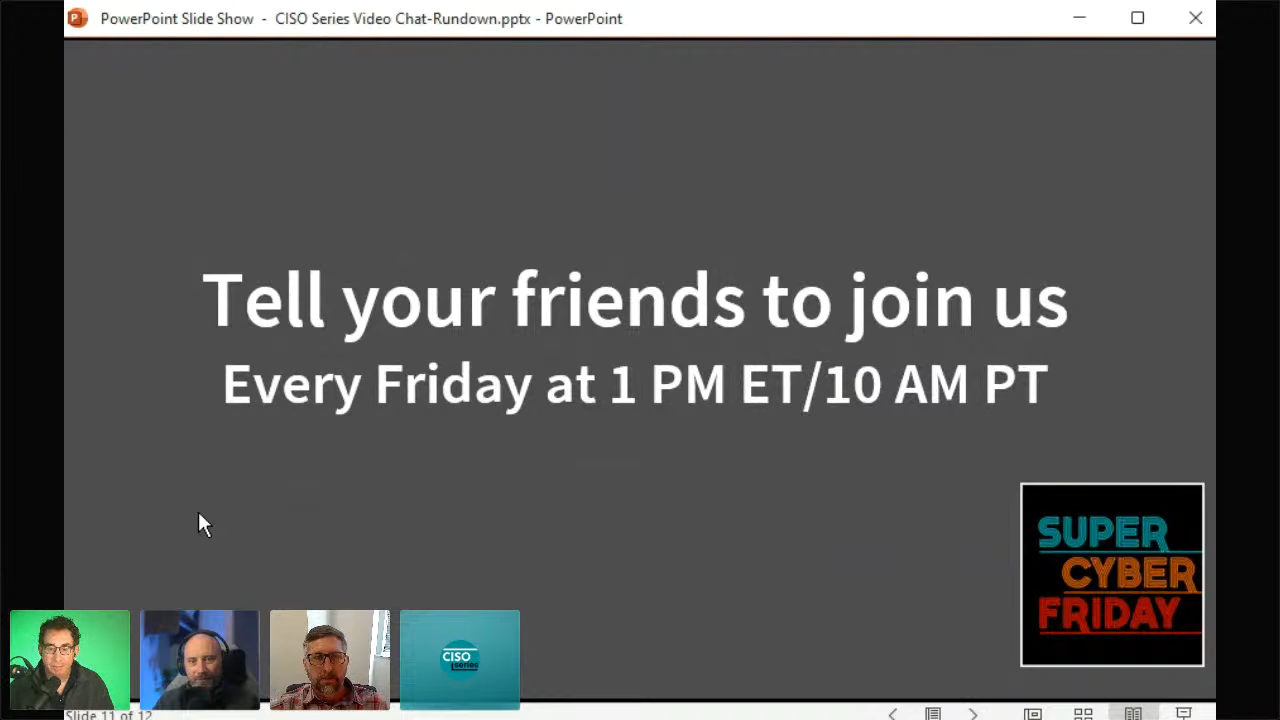 PowerPoint Slide Show - CISO Series Video Chat-Rundown.pptx - PowerPoint
Tell your friends to join us
Every Friday at 1 PM ET/10 AM PT
SUPER
CYBER
FRIDAY
CISO
series
Slide 11 of 12